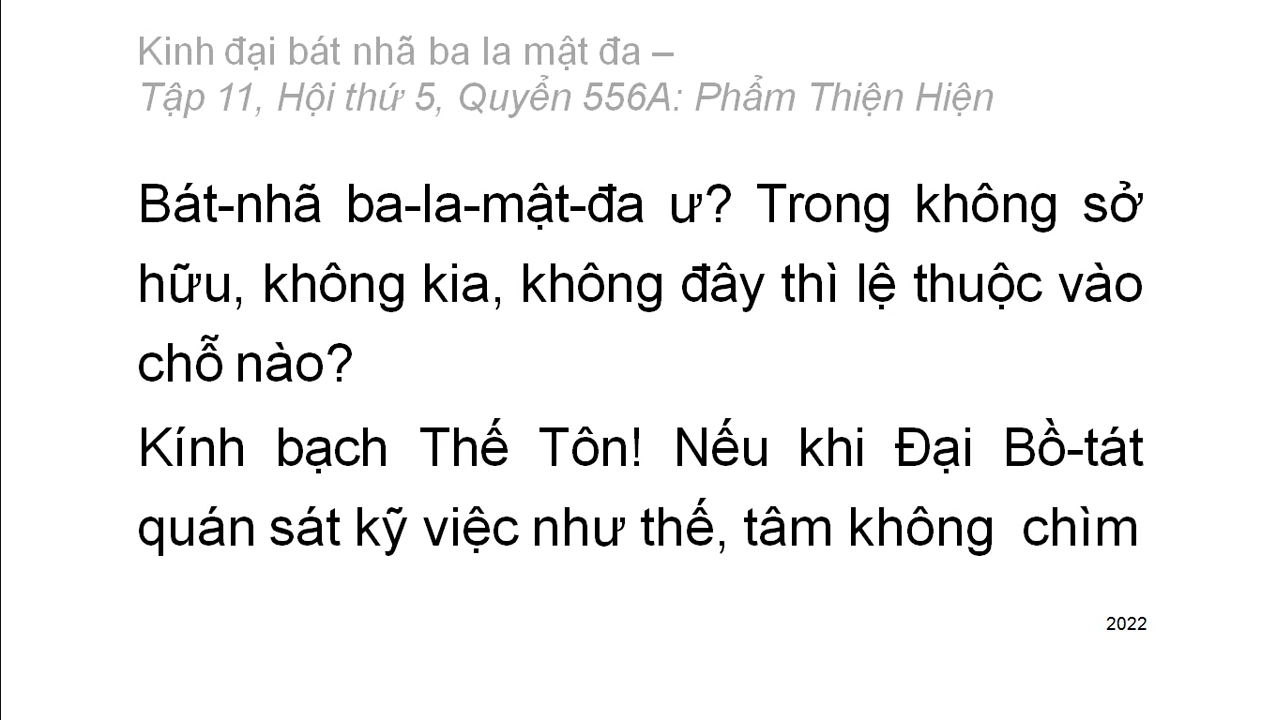 Kinh đại bát nhã ba la mật đa –
Tập 11, Hội thứ 5, Quyển 556A: Phẩm Thiện Hiện
Bát-nhã ba-la-mật-đa ư? Trong không sở
hữu, không kia, không đây thì lệ thuộc vào
chỗ nào?
Kính bạch Thế Tôn! Nếu khi Đại Bồ-tát
quán sát kỹ việc như thế, tâm không chìm
2022